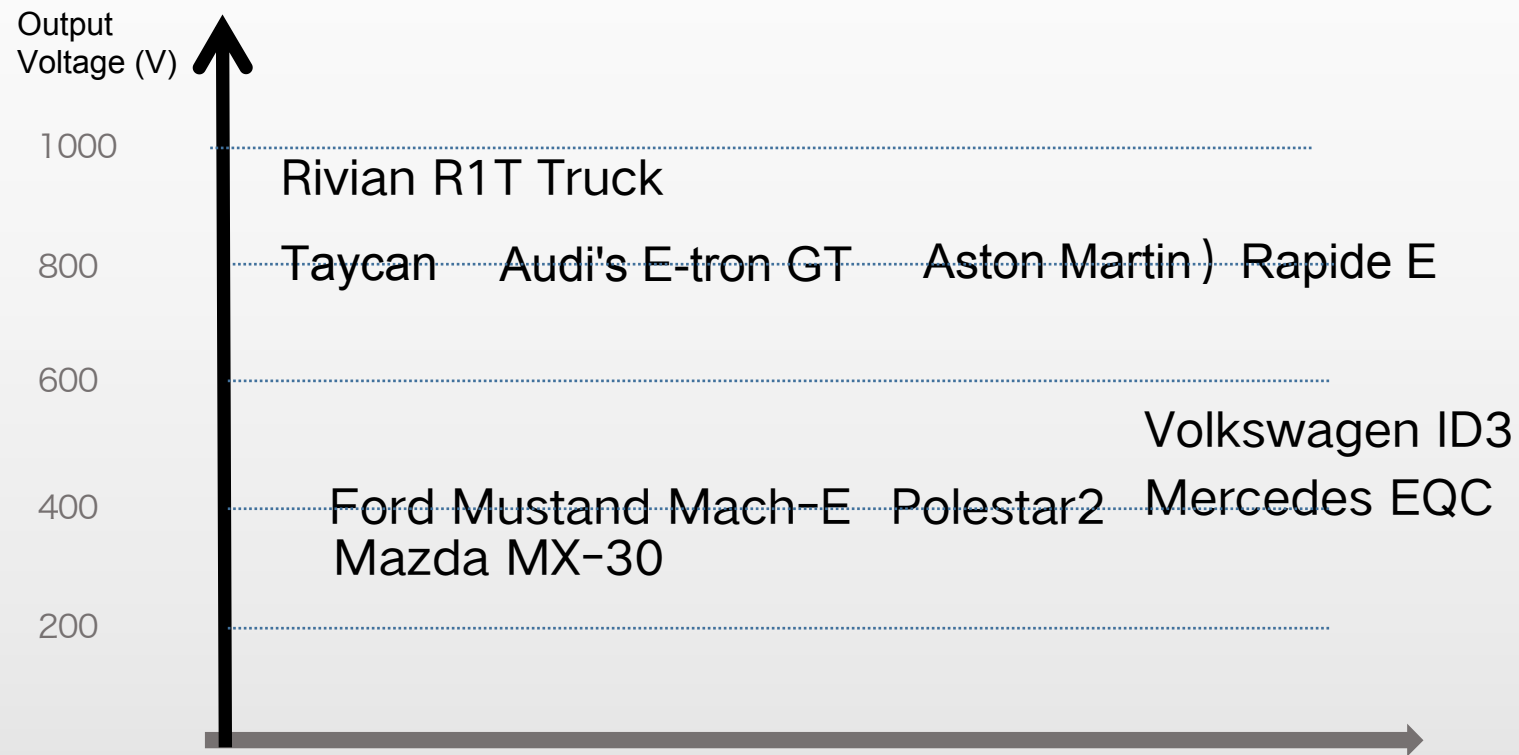 Output
Voltage (V)
1000
Rivian R1T Truck
800
Taycan Audi's E-tron GT Aston Martin) Rapide E
600
Volkswagen ID3
400
Ford Mustand Mach-E Polestar2 Mercedes EQC
Mazda MX-30
200